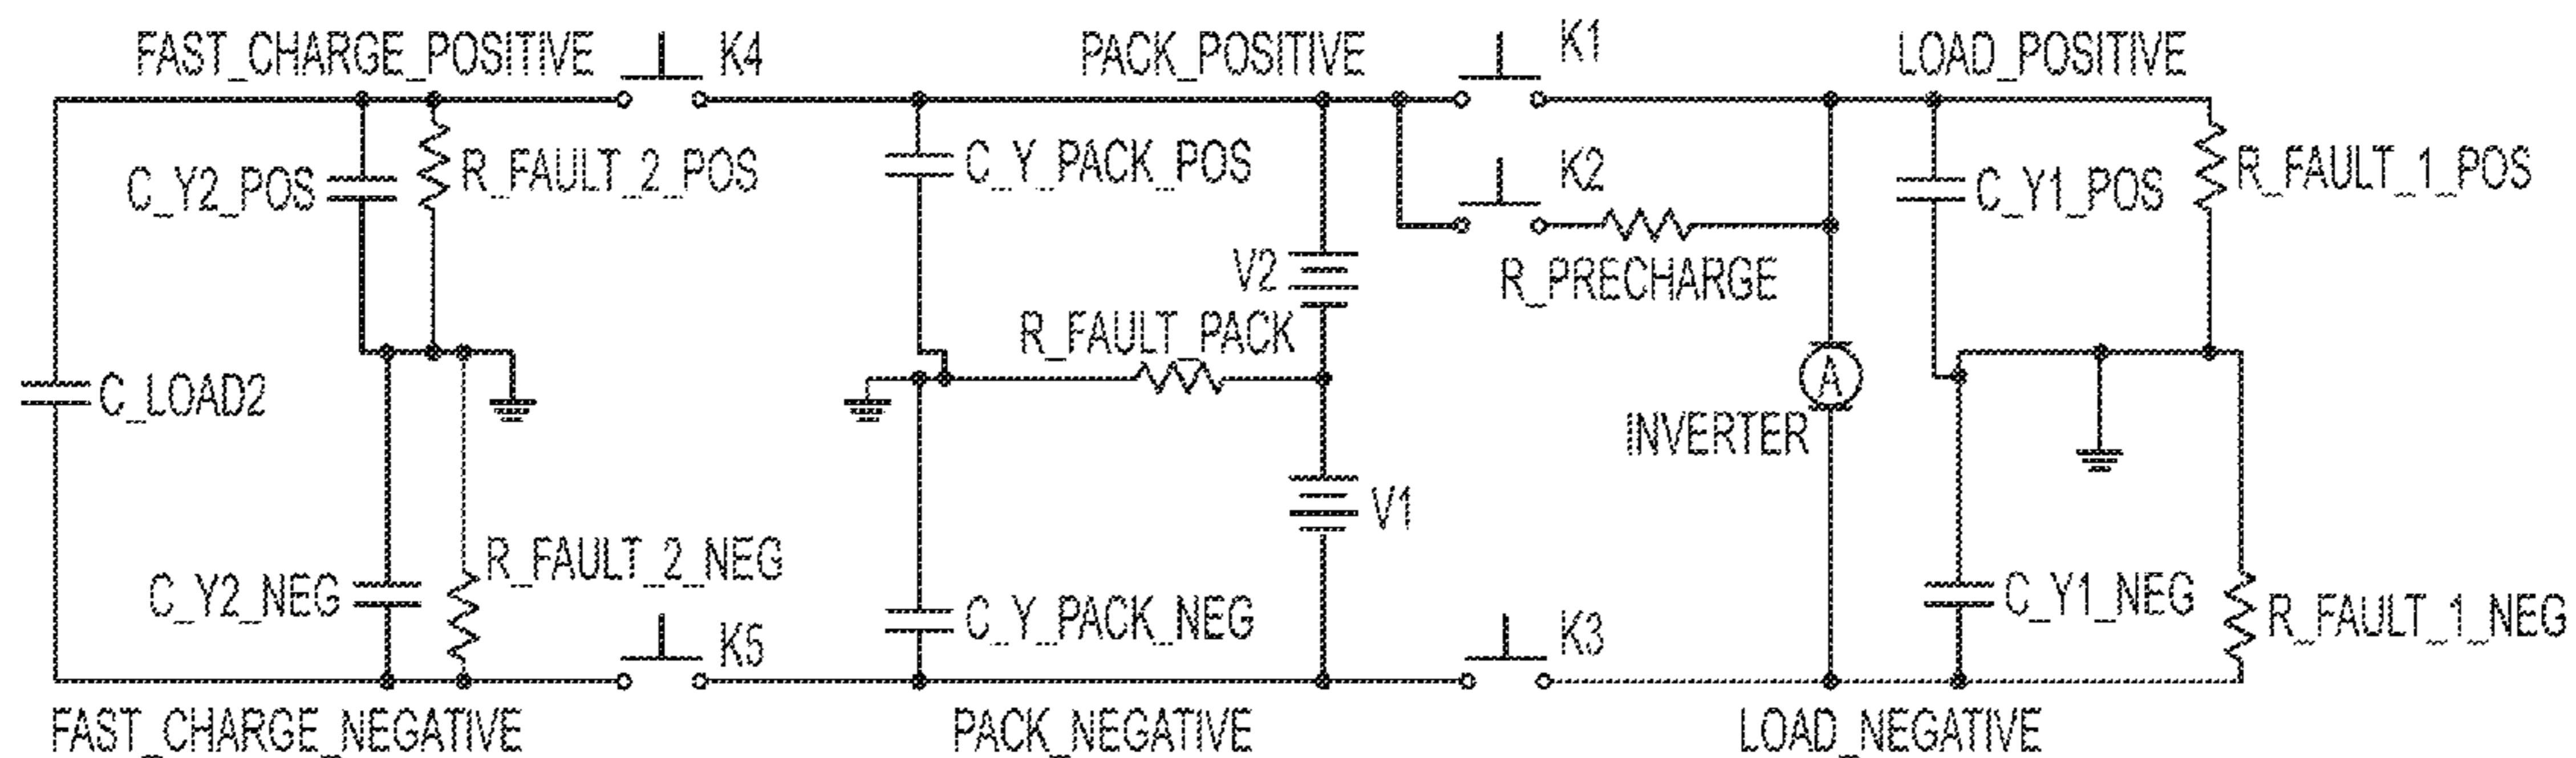 FAST_CHARGE_POSITIVE
K4
PACK_POSITIVE
K1
LOAD_POSITIVE
C_Y2_POS
R_FAULT_2_POS
C_Y_PACK_POS
K2
C_Y1_POS
R_FAULT_1_POS
V2
R_PRECHARGE
R_FAULT_PACK
C_LOAD2
A
INVERTER
V1
R_FAULT_2_NEG
C_Y2_NEG
K5
C_Y_PACK_NEG
K3
C_Y1_NEG
R_FAULT_1_NEG
FAST_CHARGE_NEGATIVE
PACK_NEGATIVE
LOAD_NEGATIVE